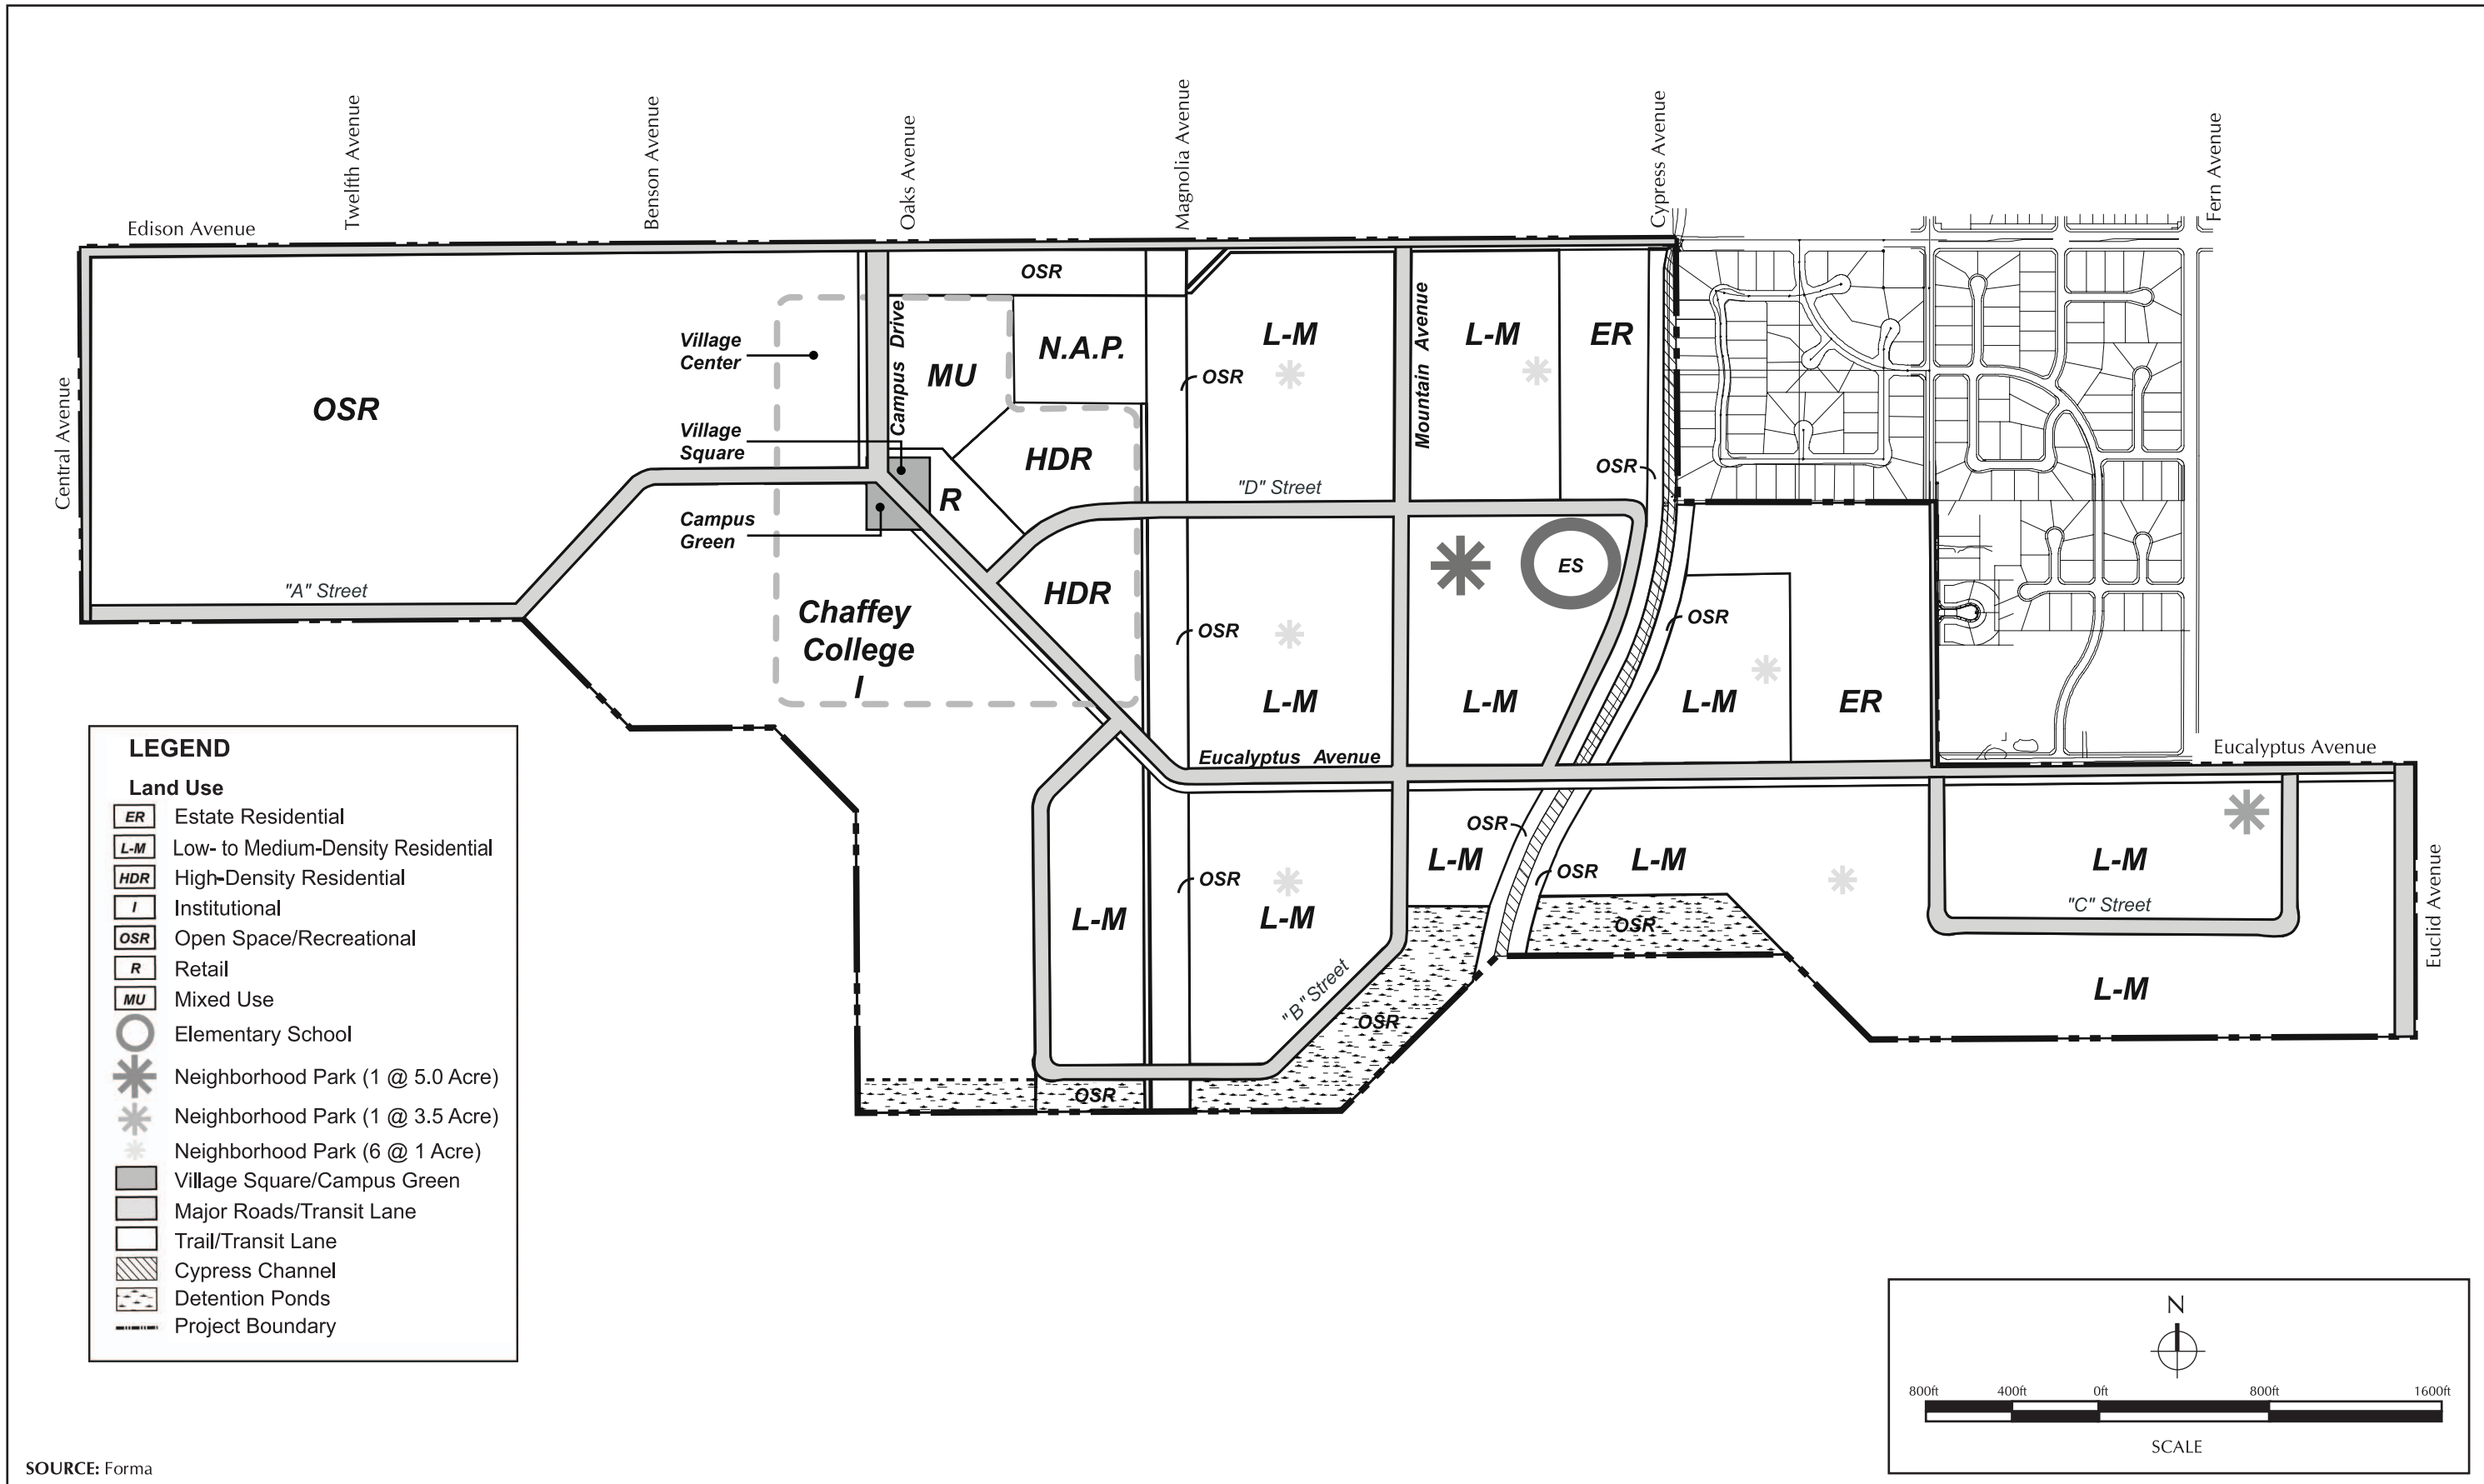 Twelfth Avenue
Benson Avenue
Oaks Avenue
Magnolia Avenue
Cypress Avenue
Fern Avenue
Edison Avenue
Central Avenue
OSR
"A" Street
Village
Center
Village
Square
Campus
Green
Campus Drive
OSR
MU
N.A.P.
HDR
R
HDR
Chaffey
College
I
OSR
L-M
Mountain Avenue
L-M
ER
OSR
"D" Street
ES
OSR
L-M
L-M
OSR
L-M
ER
Eucalyptus Avenue
Eucalyptus Avenue
OSR
L-M
OSR
L-M
L-M
OSR
L-M
"C" Street
L-M
Euclid Avenue
L-M
OSR
"B" Street
OSR
L-M
OSR
LEGEND
Land Use
ER Estate Residential
L-M Low- to Medium-Density Residential
HDR High-Density Residential
I Institutional
OSR Open Space/Recreational
R Retail
MU Mixed Use
Elementary School
Neighborhood Park (1 @ 5.0 Acre)
Neighborhood Park (1 @ 3.5 Acre)
Neighborhood Park (6 @ 1 Acre)
Village Square/Campus Green
Major Roads/Transit Lane
Trail/Transit Lane
Cypress Channel
Detention Ponds
Project Boundary
N
800ft 400ft 0ft 800ft 1600ft
SCALE
SOURCE: Forma